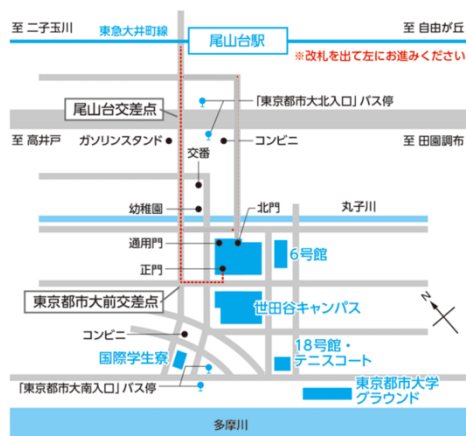 至 二子玉川
東急大井町線
尾山台駅
至 自由が丘
※改札を出て左にお進みください
尾山台交差点
「東京都市大北入口」バス停
至 高井戸
ガソリンスタンド
コンビニ
至 田園調布
交番
幼稚園
丸子川
通用門
北門
正門
6号館
東京都市大前交差点
世田谷キャンパス
N
コンビニ
国際学生寮
18号館・
テニスコート
「東京都市大南入口」バス停
東京都市大学
グラウンド
多摩川